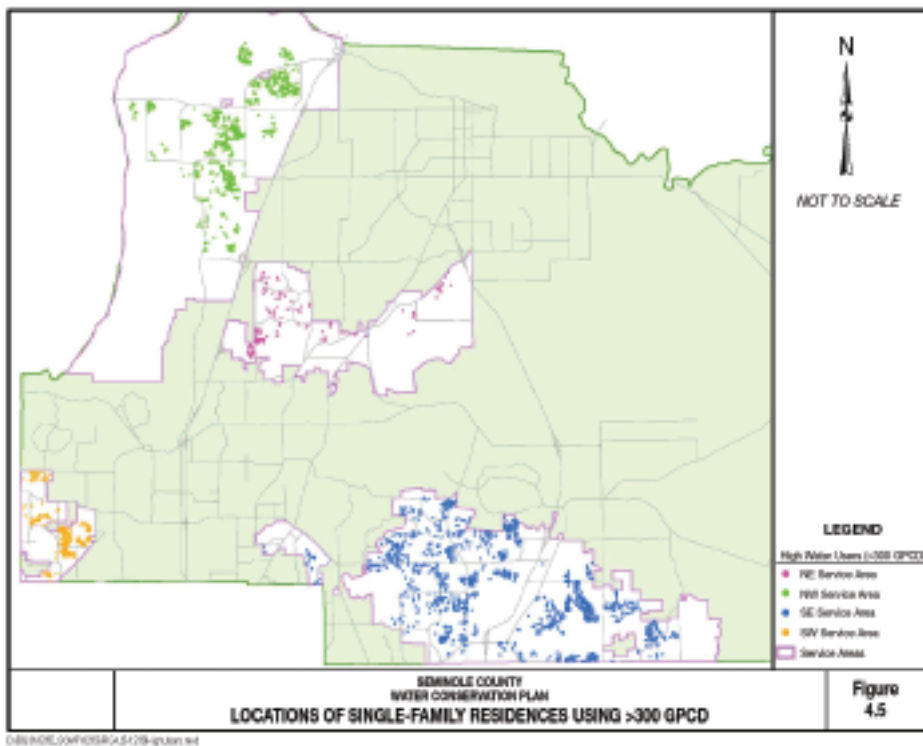 N
NOT TO SCALE
LEGEND
High Water Users (>300 GPCD)
NE Service Area
NW Service Area
SE Service Area
SW Service Area
Service Areas
SEMINOLE COUNTY
WATER CONSERVATION PLAN
LOCATIONS OF SINGLE-FAMILY RESIDENCES USING >300 GPCD
Figure
4.5